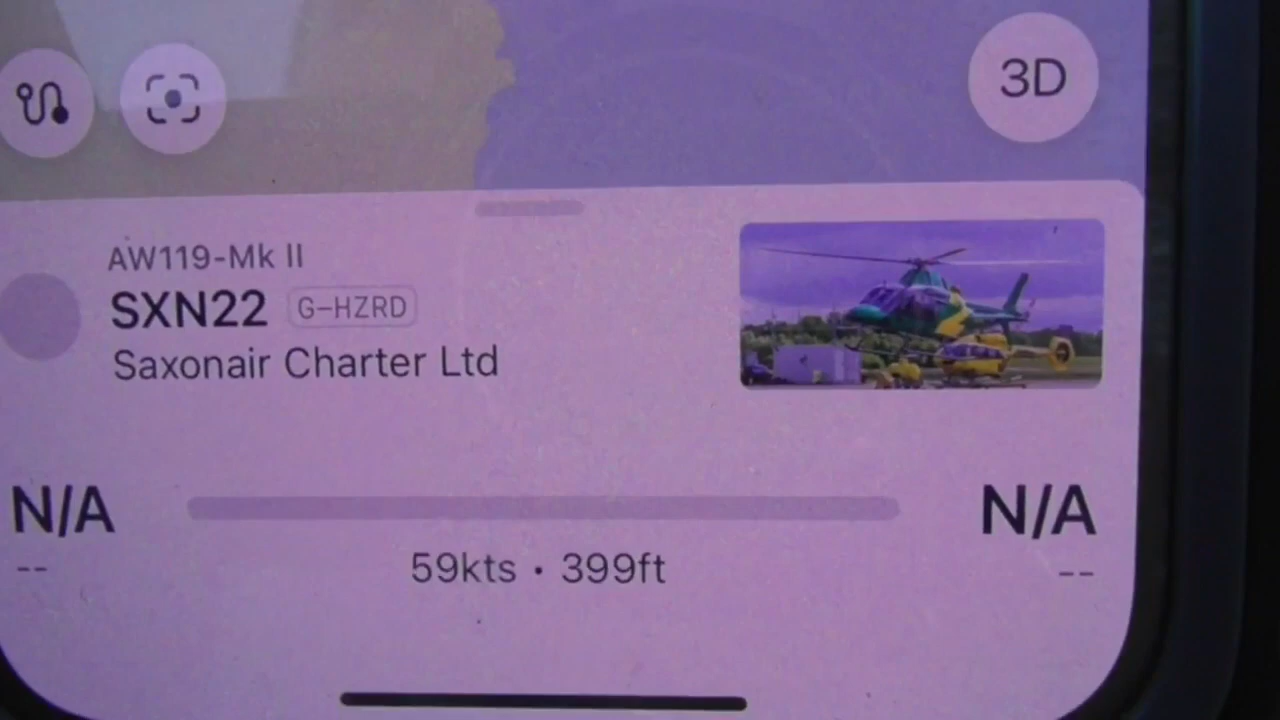 3D
AW119-Mk II
SXN22 G-HZRD
Saxonair Charter Ltd
N/A N/A
-- --
59kts • 399ft